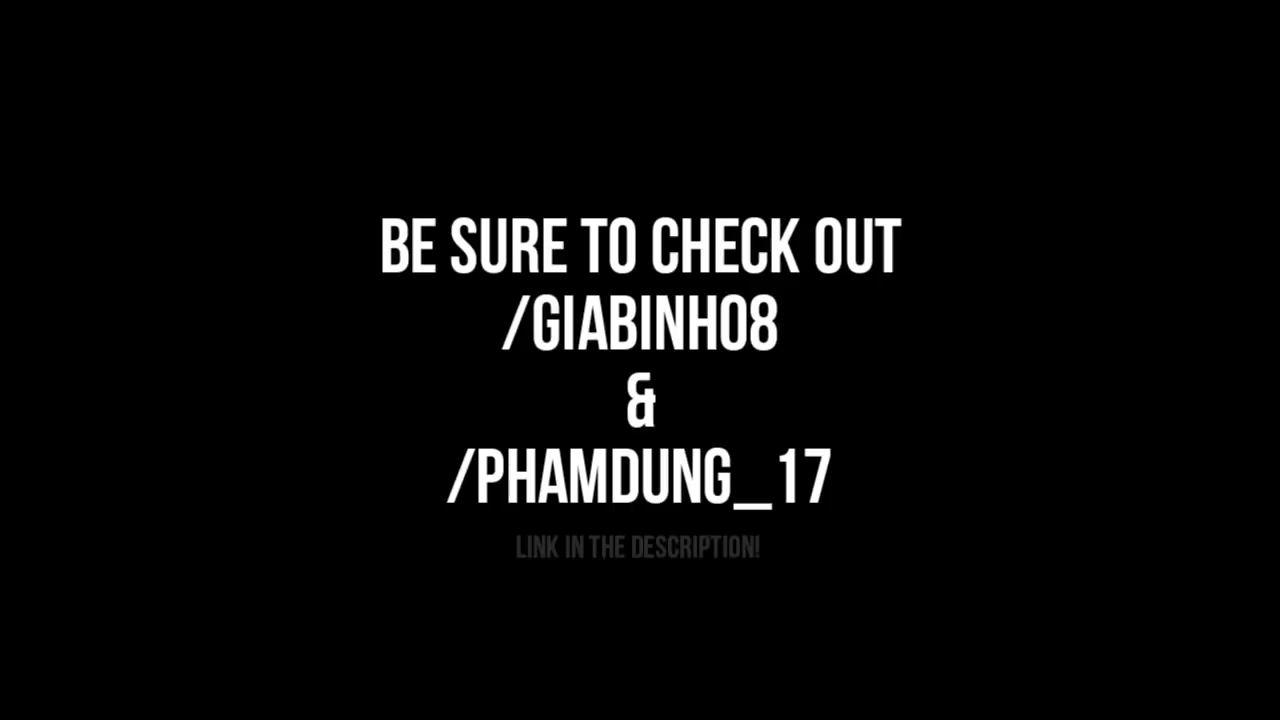 BE SURE TO CHECK OUT
/GIABINH08
&
/PHAMDUNG_17
LINK IN THE DESCRIPTION!